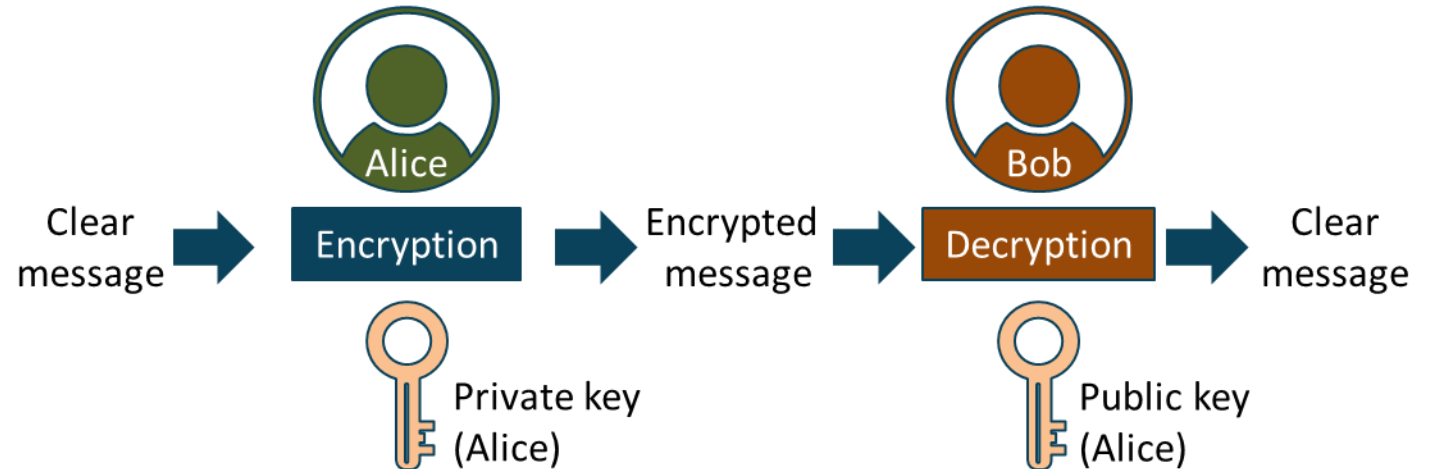 Alice
Bob
Clear
message
Encryption
Encrypted
message
Decryption
Clear
message
Private key
(Alice)
Public key
(Alice)